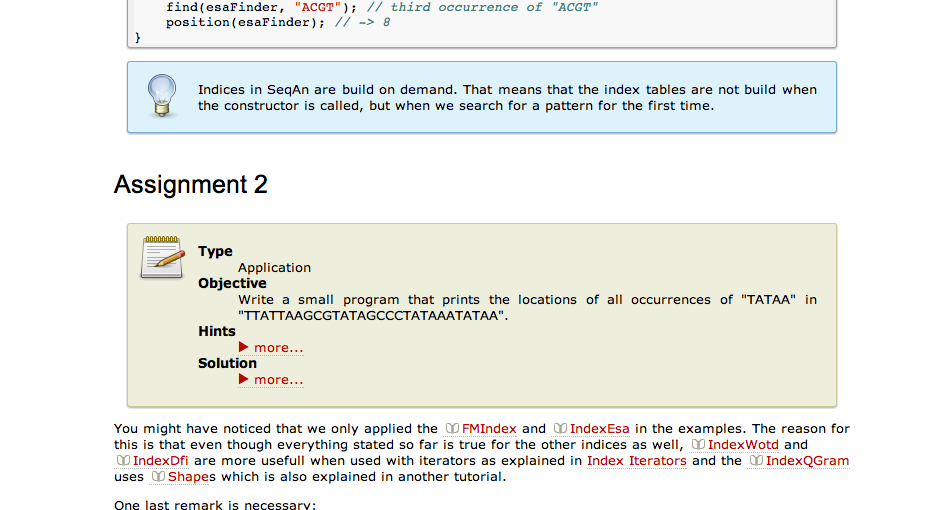 find(esaFinder, "ACGT"); // third occurrence of "ACGT"
position(esaFinder); // -> 8
}
Indices in SeqAn are build on demand. That means that the index tables are not build when
the constructor is called, but when we search for a pattern for the first time.
Assignment 2
Type
Application
Objective
Write a small program that prints the locations of all occurrences of "TATAA" in
"TTATTAAGCGTATAGCCCTATAAATATAA".
Hints
more...
Solution
more...
You might have noticed that we only applied the FMIndex and IndexEsa in the examples. The reason for
this is that even though everything stated so far is true for the other indices as well, IndexWotd and
IndexDfi are more usefull when used with iterators as explained in Index Iterators and the IndexQGram
uses Shapes which is also explained in another tutorial.
One last remark is necessary: